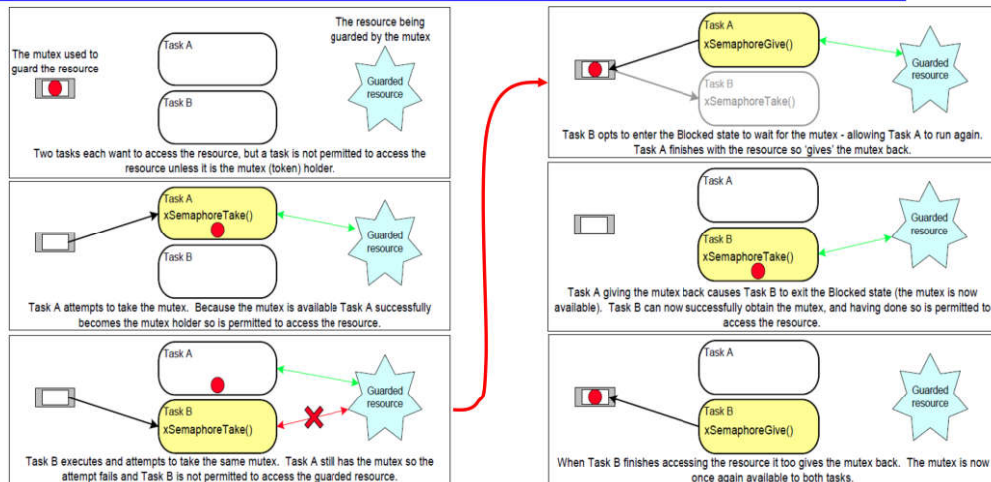 The mutex used to
guard the resource
Task A
Task B
The resource being
guarded by the mutex
Guarded
resource
Two tasks each want to access the resource, but a task is not permitted to access the
resource unless it is the mutex (token) holder.
Task A
xSemaphoreTake()
Task B
Guarded
resource
Task A attempts to take the mutex. Because the mutex is available Task A successfully
becomes the mutex holder so is permitted to access the resource.
Task A
Task B
xSemaphoreTake()
Guarded
resource
Task B executes and attempts to take the same mutex. Task A still has the mutex so the
attempt fails and Task B is not permitted to access the guarded resource.
Task A
xSemaphoreGive()
Task B
xSemaphoreTake()
Guarded
resource
Task B opts to enter the Blocked state to wait for the mutex - allowing Task A to run again.
Task A finishes with the resource so 'gives' the mutex back.
Task A
Task B
xSemaphoreTake()
Guarded
resource
Task A giving the mutex back causes Task B to exit the Blocked state (the mutex is now
available). Task B can now successfully obtain the mutex, and having done so is permitted to
access the resource.
Task A
Task B
xSemaphoreGive()
Guarded
resource
When Task B finishes accessing the resource it too gives the mutex back. The mutex is now
once again available to both tasks.